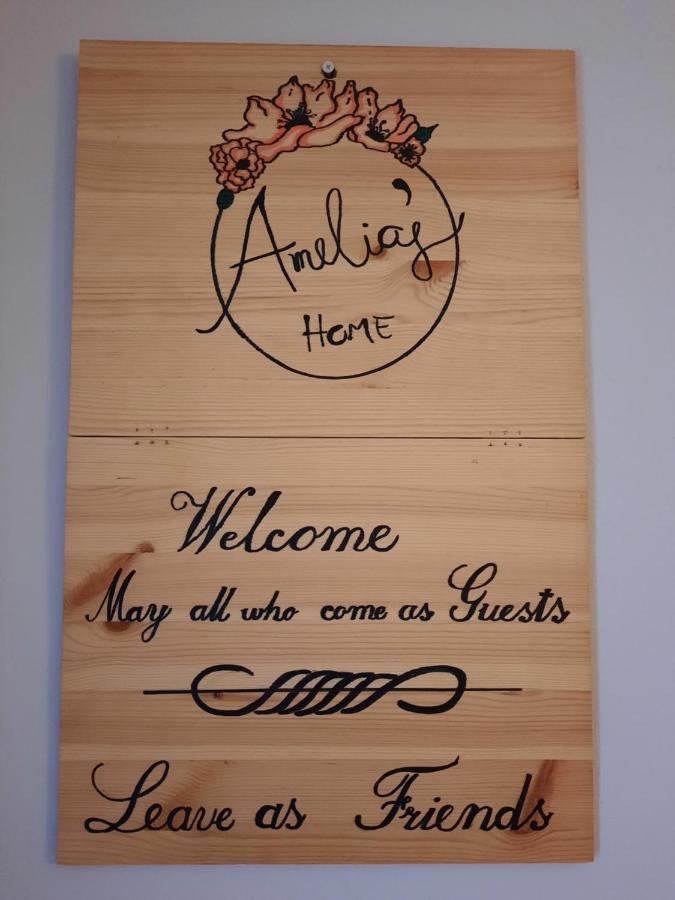 Amelia's
HOME
Welcome
May all who come as Guests
Leave as Friends